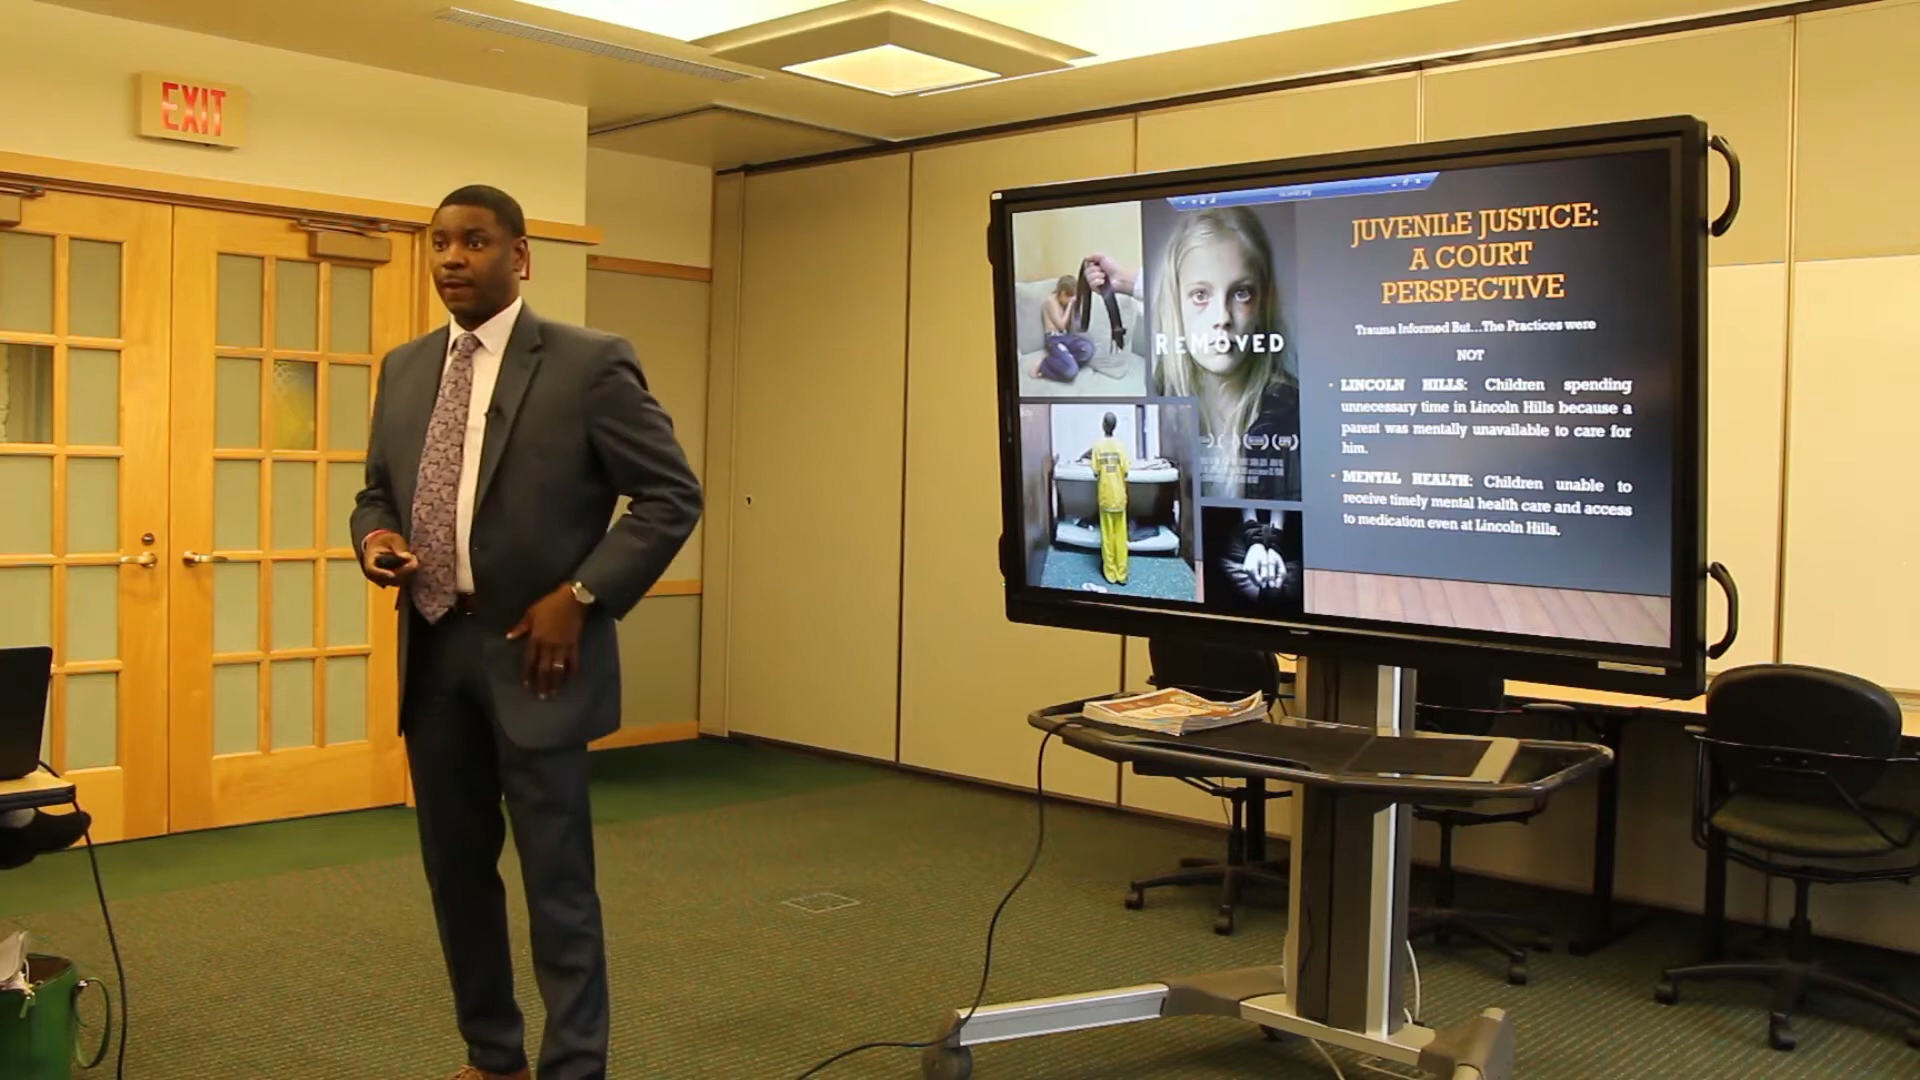 EXIT
JUVENILE JUSTICE:
A COURT
PERSPECTIVE
REMOVED
Trauma Informed But...The Practices were
NOT
· LINCOLN HILLS: Children spending
unnecessary time in Lincoln Hills because a
parent was mentally unavailable to care for
him.
· MENTAL HEALTH: Children unable to
receive timely mental health care and access
to medication even at Lincoln Hills.